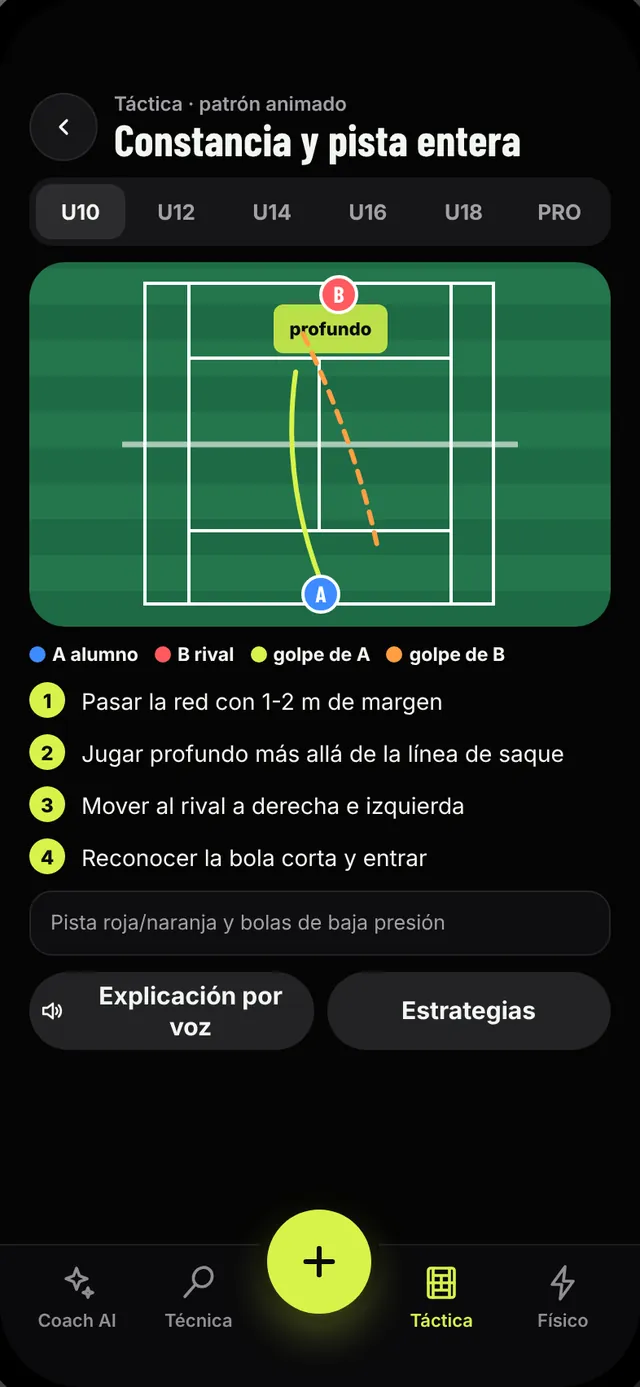 Táctica · patrón animado
Constancia y pista entera
U10 U12 U14 U16 U18 PRO
B
profundo
A
A alumno B rival golpe de A golpe de B
1 Pasar la red con 1-2 m de margen
2 Jugar profundo más allá de la línea de saque
3 Mover al rival a derecha e izquierda
4 Reconocer la bola corta y entrar
Pista roja/naranja y bolas de baja presión
Explicación por
voz
Estrategias
Coach AI Técnica Táctica Físico